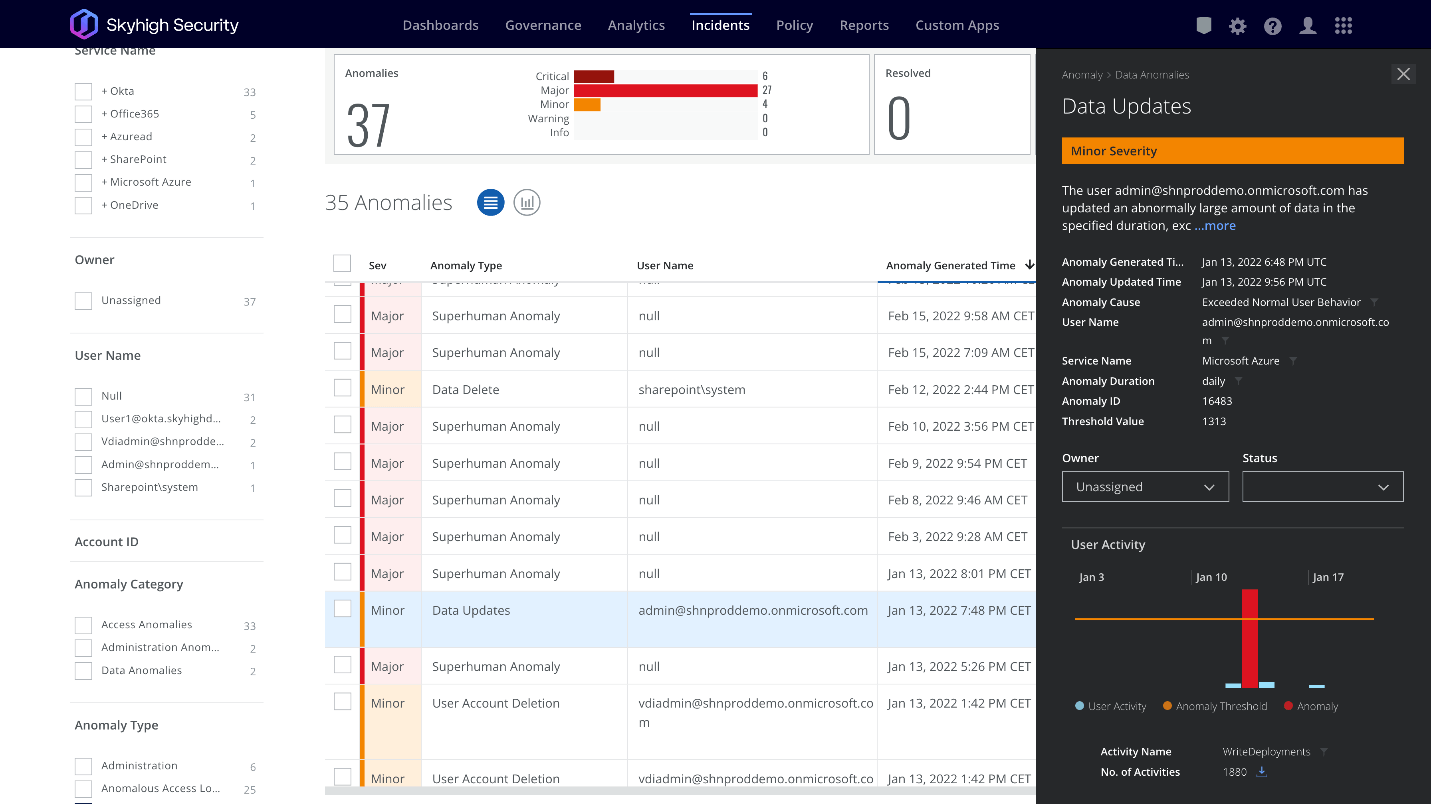 Skyhigh Security
Dashboards Governance Analytics Incidents Policy Reports Custom Apps
Service Name
+ Okta 33
+ Office365 5
+ Azuread 2
+ SharePoint 2
+ Microsoft Azure 1
+ OneDrive 1
Owner
Unassigned 37
User Name
Null 31
User1@okta.skyhighd... 2
Vdiadmin@shnprodde... 2
Admin@shnproddem... 1
Sharepoint\system 1
Account ID
Anomaly Category
Access Anomalies 33
Administration Anom... 2
Data Anomalies 2
Anomaly Type
Administration 6
Anomalous Access Lo... 25
Anomalies
37
Critical 6
Major 27
Minor 4
Warning 0
Info 0
Resolved
0
35 Anomalies
Sev Anomaly Type User Name Anomaly Generated Time
Major Superhuman Anomaly null
Major Superhuman Anomaly null Feb 15, 2022 9:58 AM CET
Major Superhuman Anomaly null Feb 15, 2022 7:09 AM CET
Minor Data Delete sharepoint\system Feb 12, 2022 2:44 PM CET
Major Superhuman Anomaly null Feb 10, 2022 3:56 PM CET
Major Superhuman Anomaly null Feb 9, 2022 9:54 PM CET
Major Superhuman Anomaly null Feb 8, 2022 9:46 AM CET
Major Superhuman Anomaly null Feb 3, 2022 9:28 AM CET
Major Superhuman Anomaly null Jan 13, 2022 8:01 PM CET
Minor Data Updates admin@shnproddemo.onmicrosoft.com Jan 13, 2022 7:48 PM CET
Major Superhuman Anomaly null Jan 13, 2022 5:26 PM CET
Minor User Account Deletion vdiadmin@shnproddemo.onmicrosoft.co Jan 13, 2022 1:42 PM CET
m
Minor User Account Deletion vdiadmin@shnproddemo.onmicrosoft.co Jan 13, 2022 1:42 PM CET
Anomaly > Data Anomalies
Data Updates
Minor Severity
The user admin@shnproddemo.onmicrosoft.com has
updated an abnormally large amount of data in the
specified duration, exc ...more
Anomaly Generated Ti... Jan 13, 2022 6:48 PM UTC
Anomaly Updated Time Jan 13, 2022 9:56 PM UTC
Anomaly Cause Exceeded Normal User Behavior
User Name admin@shnproddemo.onmicrosoft.co
m
Service Name Microsoft Azure
Anomaly Duration daily
Anomaly ID 16483
Threshold Value 1313
Owner Status
Unassigned
User Activity
Jan 3 Jan 10 Jan 17
User Activity Anomaly Threshold Anomaly
Activity Name WriteDeployments
No. of Activities 1880